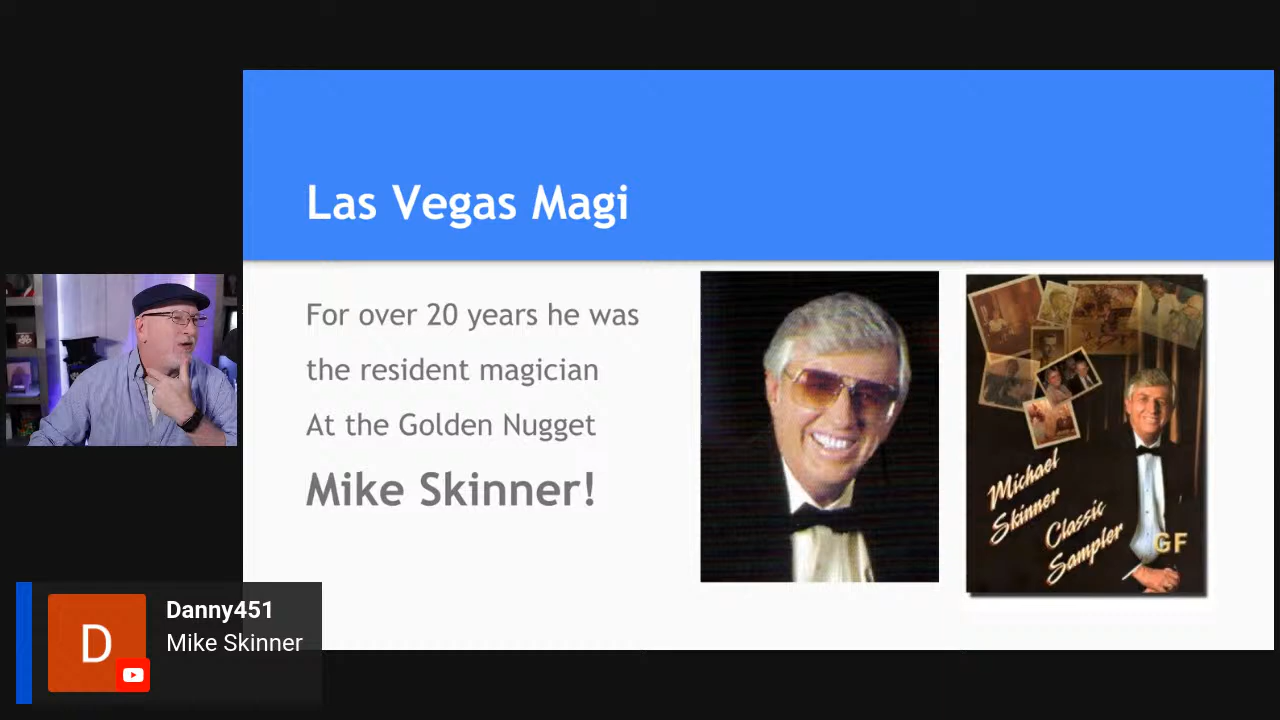 Las Vegas Magi
For over 20 years he was
the resident magician
At the Golden Nugget
Mike Skinner!
Michael
Skinner
Classic
Sampler
GF
D
Danny451
Mike Skinner